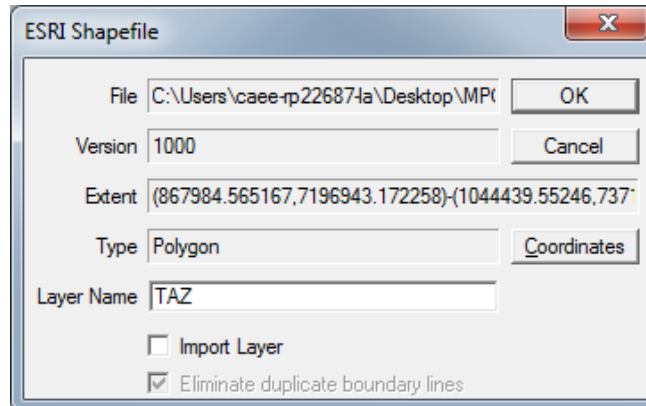 ESRI Shapefile
File C:\Users\caee-rp22687-la\Desktop\MP OK
Version 1000 Cancel
Extent (867984.565167,7196943.172258)-(1044439.55246,737
Type Polygon Coordinates
Layer Name TAZ
Import Layer
Eliminate duplicate boundary lines